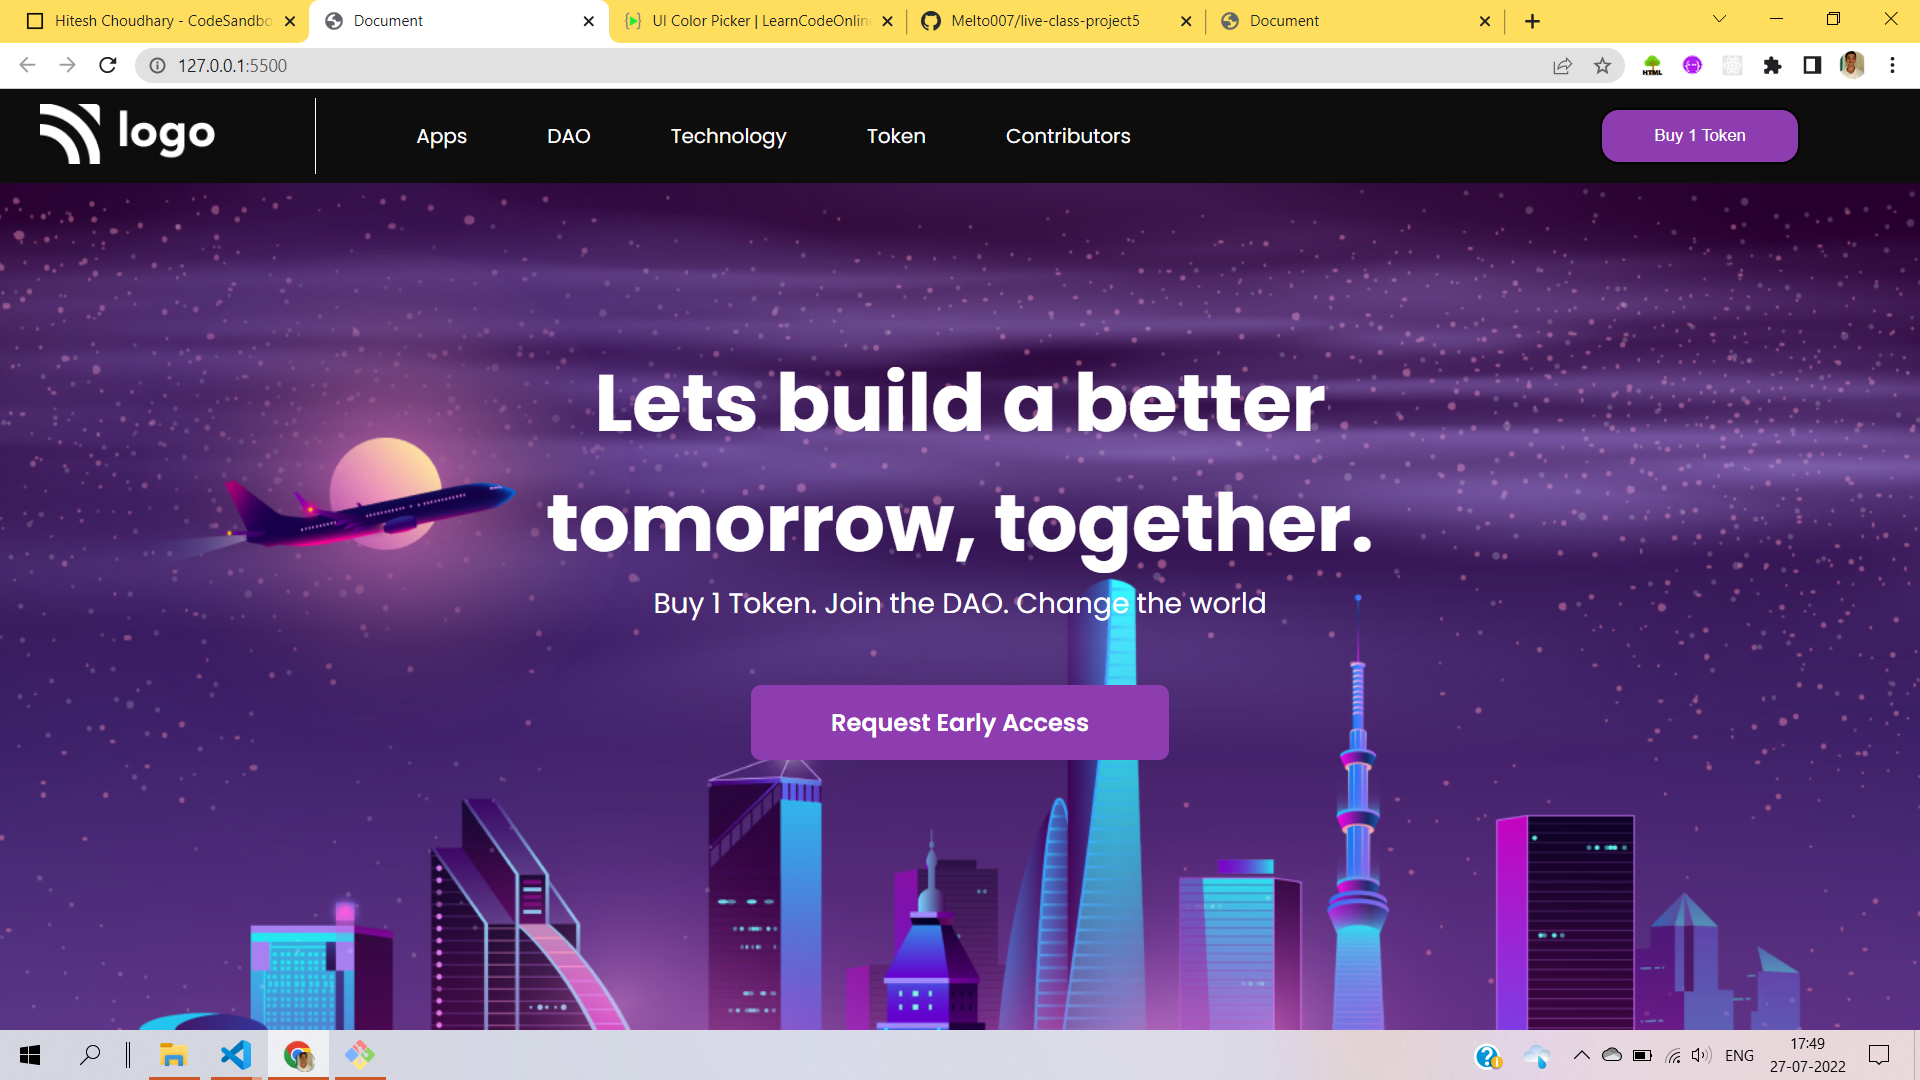 Hitesh Choudhary - CodeSandbo
Document
UI Color Picker | LearnCodeOnline
Melto007/live-class-project5
Document
127.0.0.1:5500
HTML
logo
Apps
DAO
Technology
Token
Contributors
Buy 1 Token
Lets build a better
tomorrow, together.
Buy 1 Token. Join the DAO. Change the world
Request Early Access
ENG
17:49
27-07-2022